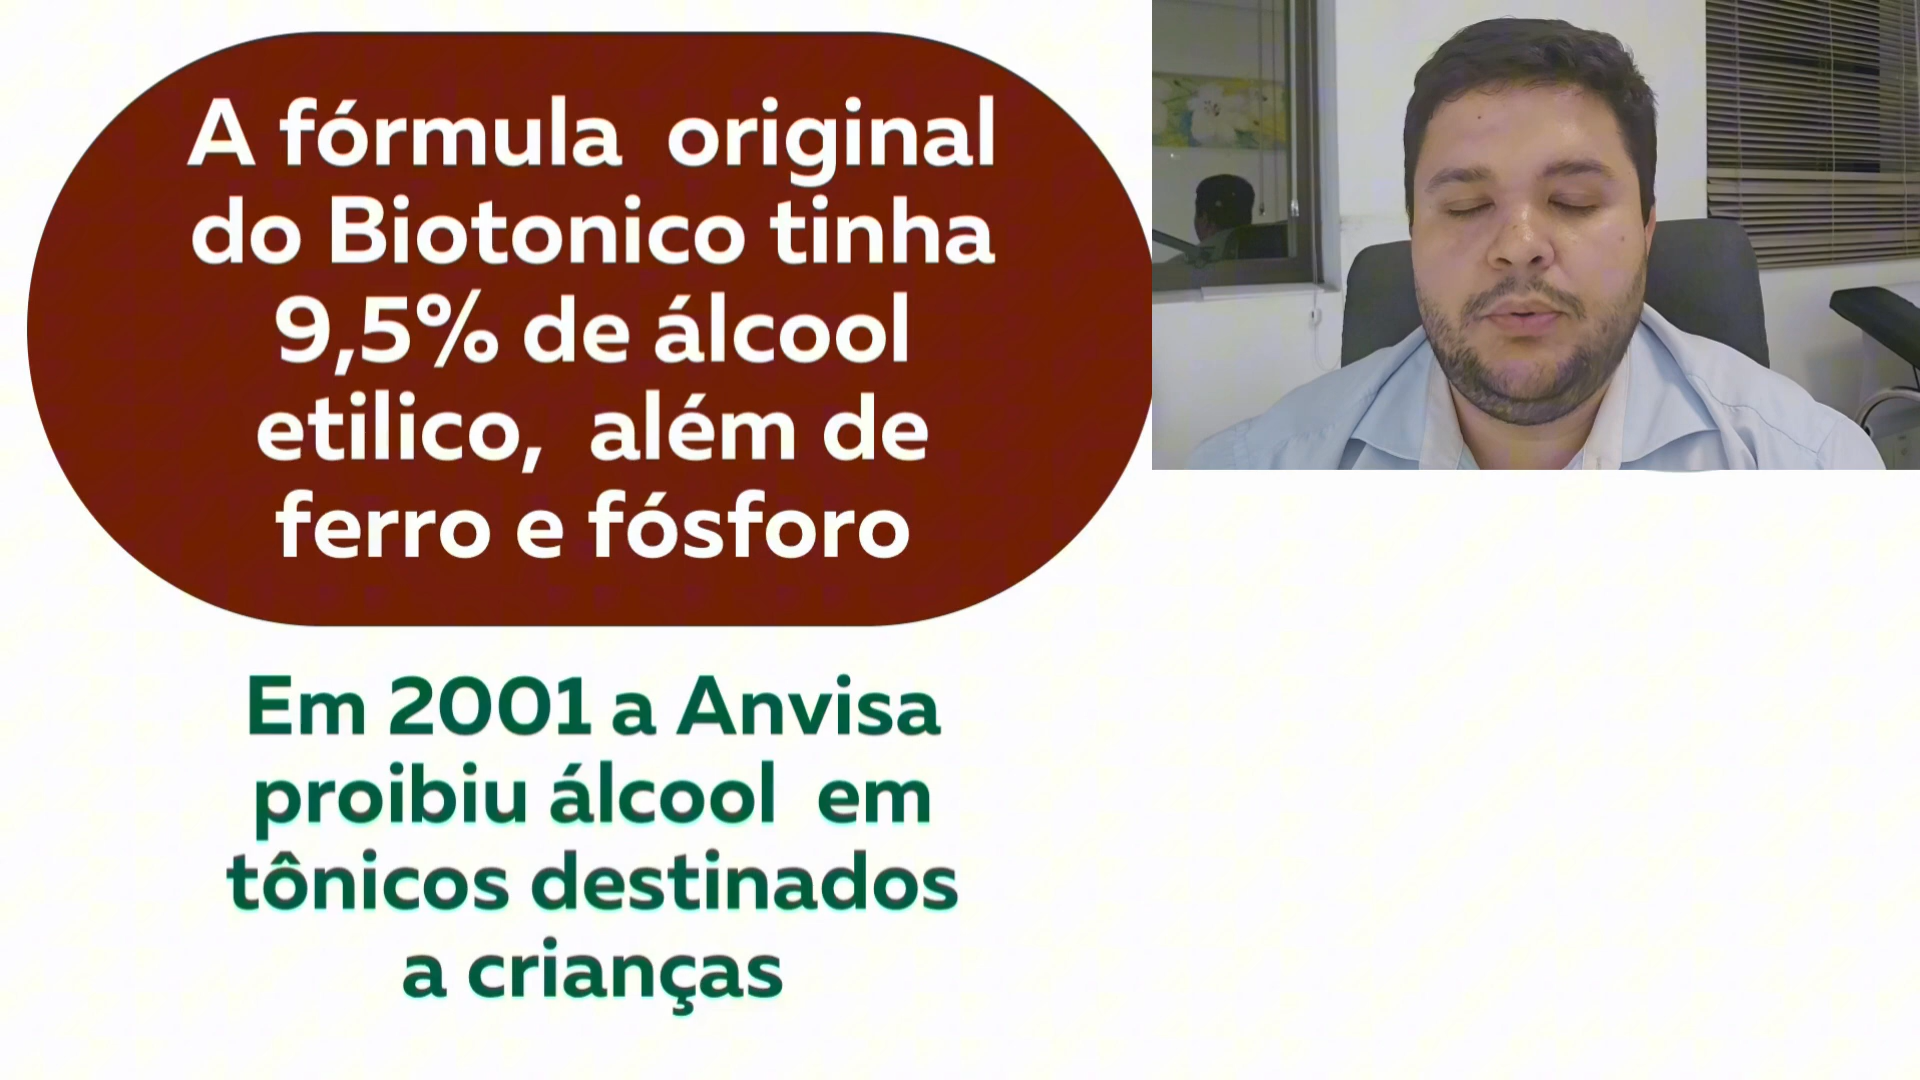 A fórmula original
do Biotonico tinha
9,5% de álcool
etilico, além de
ferro e fósforo
Em 2001 a Anvisa
proibiu álcool em
tônicos destinados
a crianças